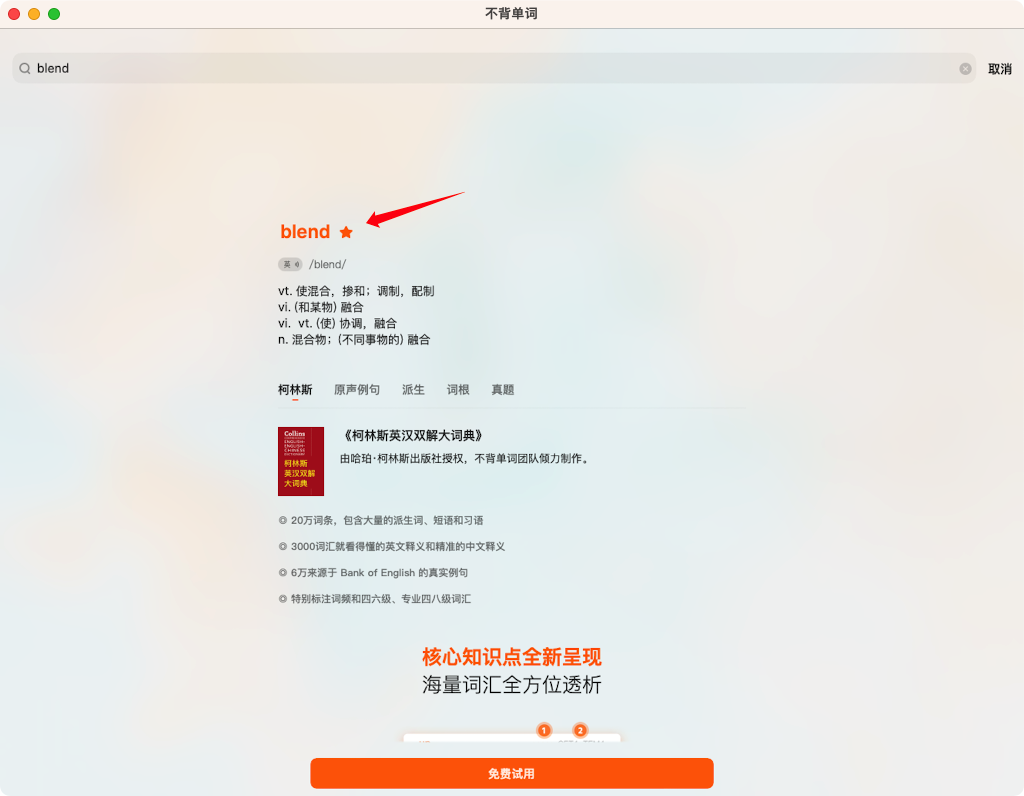 不背单词
blend
取消
blend
英 /blend/
vt. 使混合，掺和；调制，配制
vi. (和某物) 融合
vi. vt. (使) 协调，融合
n. 混合物；(不同事物的) 融合
柯林斯 原声例句 派生 词根 真题
Collins
ENGLISH-
ENGLISH-
CHINESE
柯林斯
英汉双解
大词典
《柯林斯英汉双解大词典》
由哈珀·柯林斯出版社授权，不背单词团队倾力制作。
◎ 20万词条，包含大量的派生词、短语和习语
◎ 3000词汇就看得懂的英文释义和精准的中文释义
◎ 6万来源于 Bank of English 的真实例句
◎ 特别标注词频和四六级、专业四八级词汇
核心知识点全新呈现
海量词汇全方位透析
1 2
免费试用